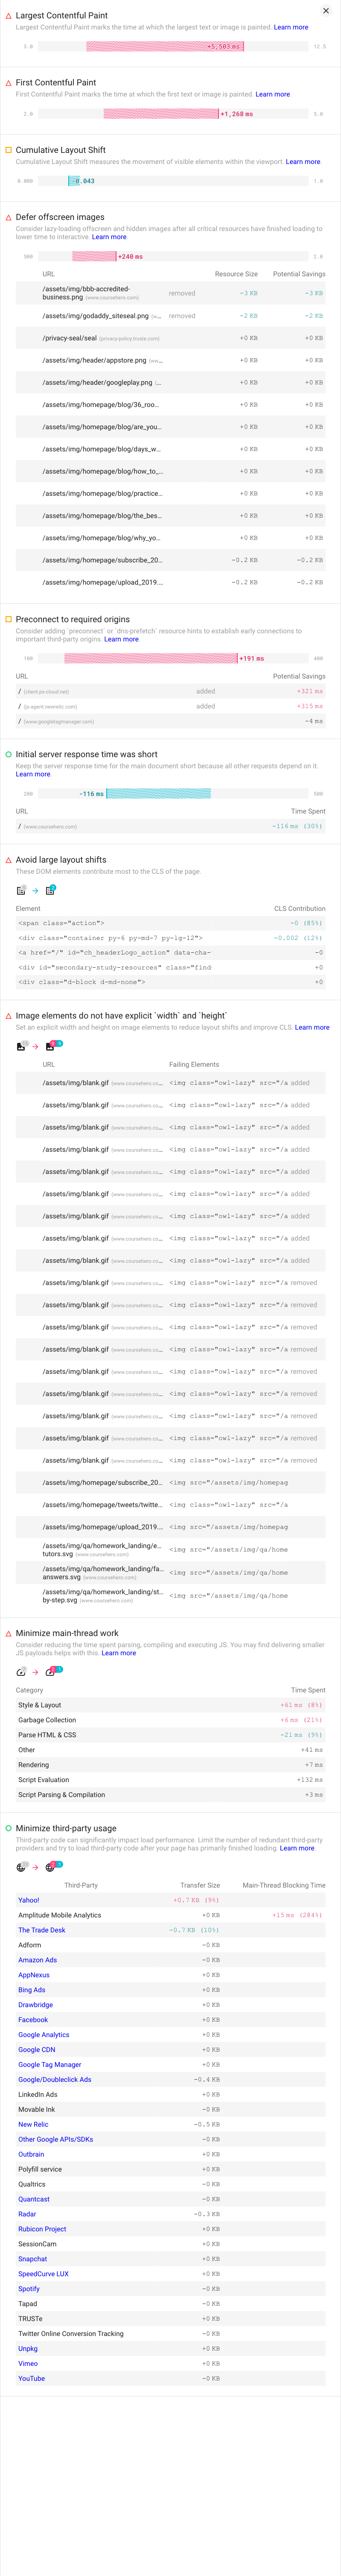 Largest Contentful Paint
Largest Contentful Paint marks the time at which the largest text or image is painted. Learn more
5.0 +5,503 ms 12.5
First Contentful Paint
First Contentful Paint marks the time at which the first text or image is painted. Learn more
2.0 +1,268 ms 5.0
Cumulative Layout Shift
Cumulative Layout Shift measures the movement of visible elements within the viewport. Learn more
0.000 -0.043 1.0
Defer offscreen images
Consider lazy-loading offscreen and hidden images after all critical resources have finished loading to
lower time to interactive. Learn more.
500 +240 ms 2.0
URL Resource Size Potential Savings
/assets/img/bbb-accredited-
business.png (www.coursehero.com) removed −3 KB −3 KB
/assets/img/godaddy_siteseal.png (w... removed −2 KB −2 KB
/privacy-seal/seal (privacy-policy.truste.com) +0 KB +0 KB
/assets/img/header/appstore.png (ww... +0 KB +0 KB
/assets/img/header/googleplay.png (... +0 KB +0 KB
/assets/img/homepage/blog/36_roo... +0 KB +0 KB
/assets/img/homepage/blog/are_you... +0 KB +0 KB
/assets/img/homepage/blog/days_w... +0 KB +0 KB
/assets/img/homepage/blog/how_to_... +0 KB +0 KB
/assets/img/homepage/blog/practice... +0 KB +0 KB
/assets/img/homepage/blog/the_bes... +0 KB +0 KB
/assets/img/homepage/blog/why_yo... +0 KB +0 KB
/assets/img/homepage/subscribe_20... −0.2 KB −0.2 KB
/assets/img/homepage/upload_2019.... −0.2 KB −0.2 KB
Preconnect to required origins
Consider adding `preconnect` or `dns-prefetch` resource hints to establish early connections to
important third-party origins. Learn more.
100 +191 ms 400
URL Potential Savings
/ (client.px-cloud.net) added +321 ms
/ (js-agent.newrelic.com) added +315 ms
/ (www.googletagmanager.com) −4 ms
Initial server response time was short
Keep the server response time for the main document short because all other requests depend on it.
Learn more.
200 −116 ms 500
URL Time Spent
/ (www.coursehero.com) −116 ms (30%)
Avoid large layout shifts
These DOM elements contribute most to the CLS of the page.
Element CLS Contribution
<span class="action"> −0 (85%)
<div class="container py-6 py-md-7 py-lg-12"> −0.002 (12%)
<a href="/" id="ch_headerLogo_action" data-cha- −0
<div id="secondary-study-resources" class="find +0
<div class="d-block d-md-none"> +0
Image elements do not have explicit `width` and `height`
Set an explicit width and height on image elements to reduce layout shifts and improve CLS. Learn more
URL Failing Elements
/assets/img/blank.gif (www.coursehero.co... <img class="owl-lazy" src="/a added
/assets/img/blank.gif (www.coursehero.co... <img class="owl-lazy" src="/a added
/assets/img/blank.gif (www.coursehero.co... <img class="owl-lazy" src="/a added
/assets/img/blank.gif (www.coursehero.co... <img class="owl-lazy" src="/a added
/assets/img/blank.gif (www.coursehero.co... <img class="owl-lazy" src="/a added
/assets/img/blank.gif (www.coursehero.co... <img class="owl-lazy" src="/a added
/assets/img/blank.gif (www.coursehero.co... <img class="owl-lazy" src="/a added
/assets/img/blank.gif (www.coursehero.co... <img class="owl-lazy" src="/a added
/assets/img/blank.gif (www.coursehero.co... <img class="owl-lazy" src="/a added
/assets/img/blank.gif (www.coursehero.co... <img class="owl-lazy" src="/a removed
/assets/img/blank.gif (www.coursehero.co... <img class="owl-lazy" src="/a removed
/assets/img/blank.gif (www.coursehero.co... <img class="owl-lazy" src="/a removed
/assets/img/blank.gif (www.coursehero.co... <img class="owl-lazy" src="/a removed
/assets/img/blank.gif (www.coursehero.co... <img class="owl-lazy" src="/a removed
/assets/img/blank.gif (www.coursehero.co... <img class="owl-lazy" src="/a removed
/assets/img/blank.gif (www.coursehero.co... <img class="owl-lazy" src="/a removed
/assets/img/blank.gif (www.coursehero.co... <img class="owl-lazy" src="/a removed
/assets/img/blank.gif (www.coursehero.co... <img class="owl-lazy" src="/a removed
/assets/img/homepage/subscribe_20... <img src="/assets/img/homepag
/assets/img/homepage/tweets/twitte... <img class="owl-lazy" src="/a
/assets/img/homepage/upload_2019.... <img src="/assets/img/homepag
/assets/img/qa/homework_landing/e...
tutors.svg (www.coursehero.com) <img src="/assets/img/qa/home
/assets/img/qa/homework_landing/fa...
answers.svg (www.coursehero.com) <img src="/assets/img/qa/home
/assets/img/qa/homework_landing/st...
by-step.svg (www.coursehero.com) <img src="/assets/img/qa/home
Minimize main-thread work
Consider reducing the time spent parsing, compiling and executing JS. You may find delivering smaller
JS payloads helps with this. Learn more
Category Time Spent
Style & Layout +61 ms (8%)
Garbage Collection +6 ms (21%)
Parse HTML & CSS −21 ms (9%)
Other +41 ms
Rendering +7 ms
Script Evaluation +132 ms
Script Parsing & Compilation +3 ms
Minimize third-party usage
Third-party code can significantly impact load performance. Limit the number of redundant third-party
providers and try to load third-party code after your page has primarily finished loading. Learn more.
Third-Party Transfer Size Main-Thread Blocking Time
Yahoo! +0.7 KB (9%)
Amplitude Mobile Analytics +0 KB +15 ms (284%)
The Trade Desk −0.7 KB (10%)
Adform −0 KB
Amazon Ads −0 KB
AppNexus +0 KB
Bing Ads +0 KB
Drawbridge +0 KB
Facebook +0 KB
Google Analytics +0 KB
Google CDN +0 KB
Google Tag Manager +0 KB
Google/Doubleclick Ads −0.4 KB
LinkedIn Ads +0 KB
Movable Ink −0 KB
New Relic −0.5 KB
Other Google APIs/SDKs −0 KB
Outbrain +0 KB
Polyfill service +0 KB
Qualtrics −0 KB
Quantcast −0 KB
Radar −0.3 KB
Rubicon Project +0 KB
SessionCam +0 KB
Snapchat +0 KB
SpeedCurve LUX +0 KB
Spotify −0 KB
Tapad −0 KB
TRUSTe +0 KB
Twitter Online Conversion Tracking −0 KB
Unpkg +0 KB
Vimeo +0 KB
YouTube −0 KB